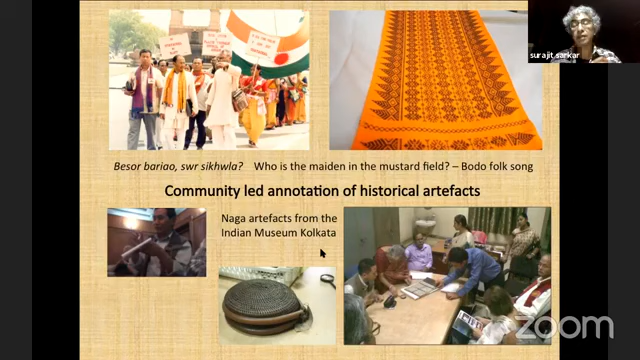 surajit sarkar
Besor bariao, swr sikhwla? Who is the maiden in the mustard field? – Bodo folk song
Community led annotation of historical artefacts
Naga artefacts from the
Indian Museum Kolkata
zoom